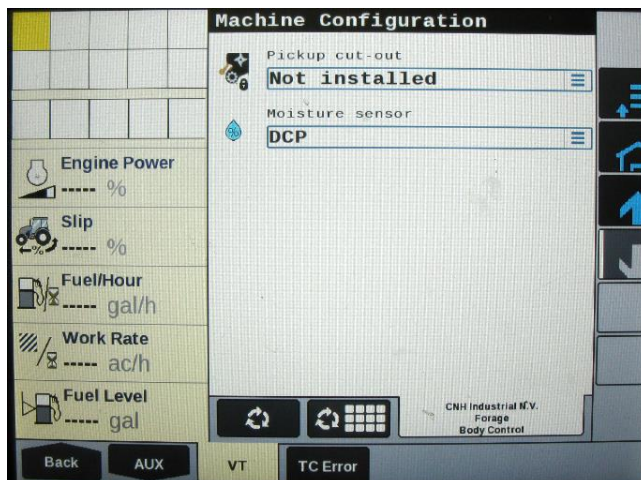 Machine Configuration
Pickup cut-out
Not installed
Moisture sensor
%
DCP
Engine Power
----- %
Slip
%
----- %
Fuel/Hour
----- gal/h
Work Rate
----- ac/h
Fuel Level
----- gal
CNH Industrial N.V.
Forage
Body Control
Back
AUX
VT
TC Error